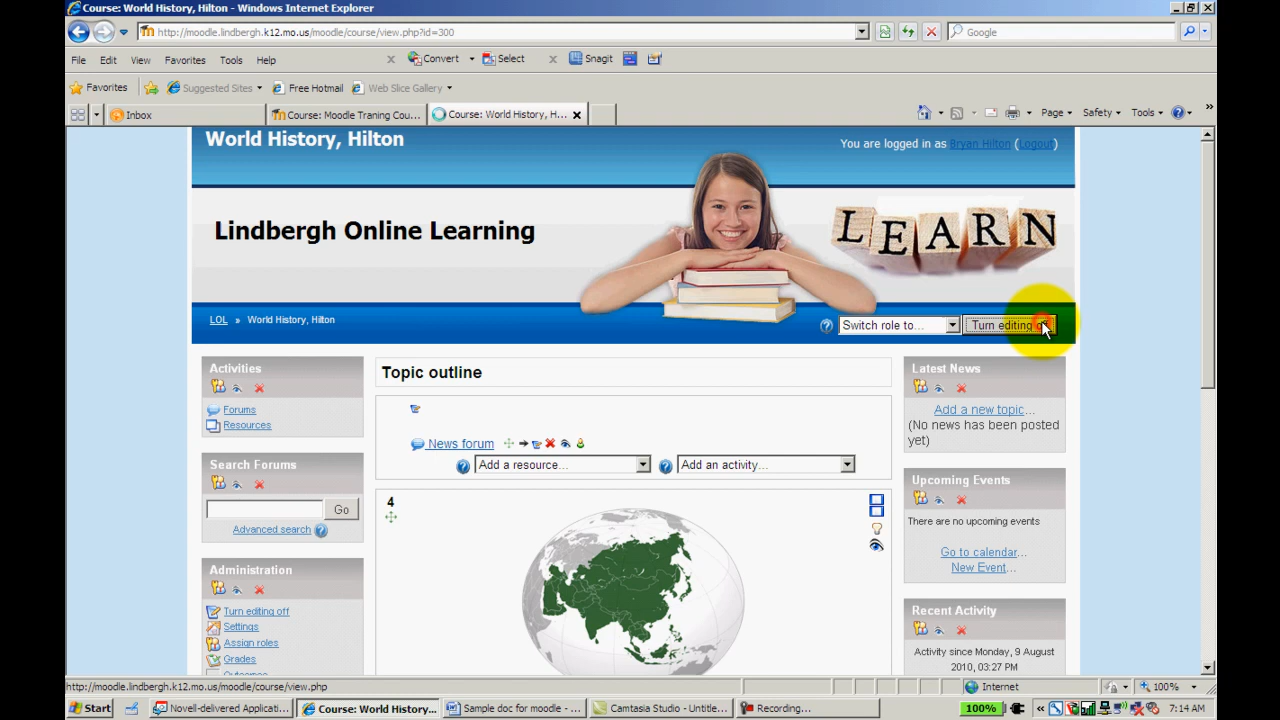 Course: World History, Hilton - Windows Internet Explorer
http://moodle.lindbergh.k12.mo.us/moodle/course/view.php?id=300
Google
File Edit View Favorites Tools Help
Convert Select Snagit
Favorites Suggested Sites Free Hotmail Web Slice Gallery
Inbox Course: Moodle Traning Cou... Course: World History, H...
Page Safety Tools
World History, Hilton
You are logged in as Bryan Hilton (Logout)
Lindbergh Online Learning
LEARN
LOL » World History, Hilton
Switch role to... Turn editing
Activities
Forums
Resources
Search Forums
Go
Advanced search
Administration
Turn editing off
Settings
Assign roles
Grades
Outcomes
Topic outline
News forum
Add a resource... Add an activity...
4
Latest News
Add a new topic...
(No news has been posted
yet)
Upcoming Events
There are no upcoming events
Go to calendar...
New Event...
Recent Activity
Activity since Monday, 9 August
2010, 03:27 PM
http://moodle.lindbergh.k12.mo.us/moodle/course/view.php
Internet 100%
Start Novell-delivered Applicati... Course: World History... Sample doc for moodle - ... Camtasia Studio - Untitle... Recording... 100% 7:14 AM